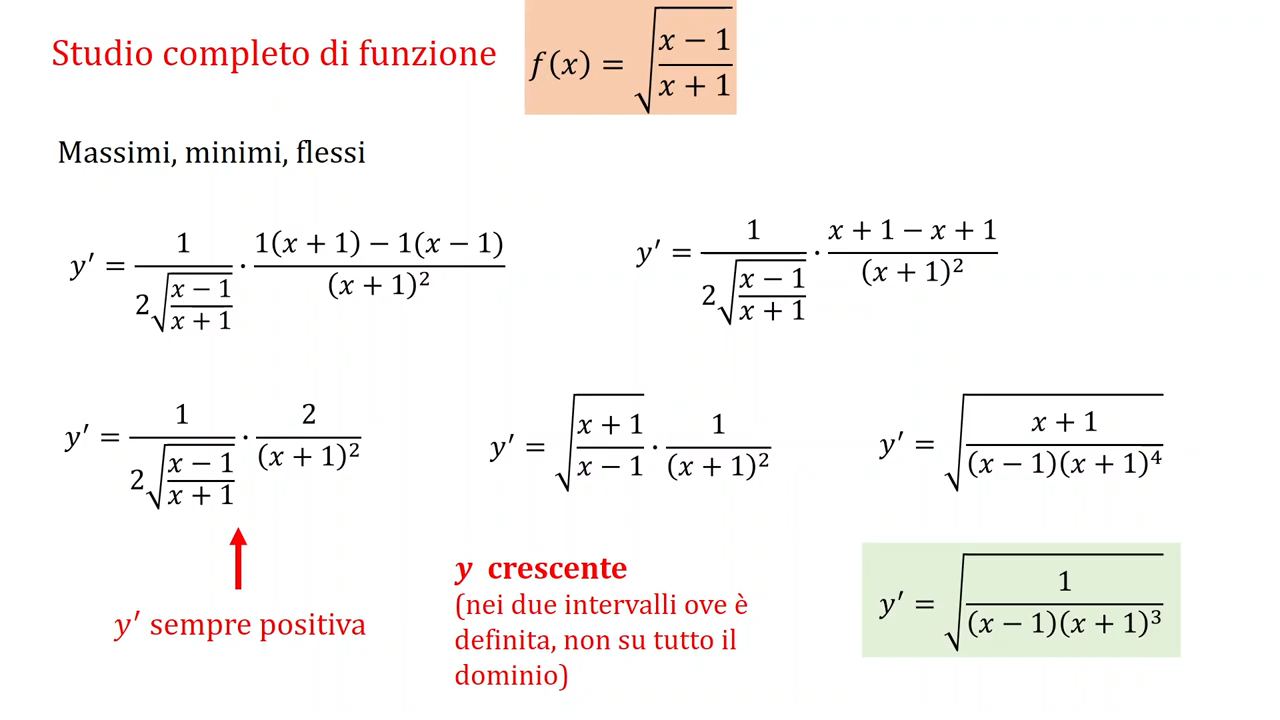 Studio completo di funzione
f(x) = √((x − 1)/(x + 1))
Massimi, minimi, flessi
y′ = 1/(2√((x − 1)/(x + 1))) · (1(x + 1) − 1(x − 1))/(x + 1)²
y′ = 1/(2√((x − 1)/(x + 1))) · (x + 1 − x + 1)/(x + 1)²
y′ = 1/(2√((x − 1)/(x + 1))) · 2/(x + 1)²
y′ = √((x + 1)/(x − 1)) · 1/(x + 1)²
y′ = √((x + 1)/((x − 1)(x + 1)⁴))
y′ sempre positiva
y crescente
(nei due intervalli ove è
definita, non su tutto il
dominio)
y′ = √(1/((x − 1)(x + 1)³))